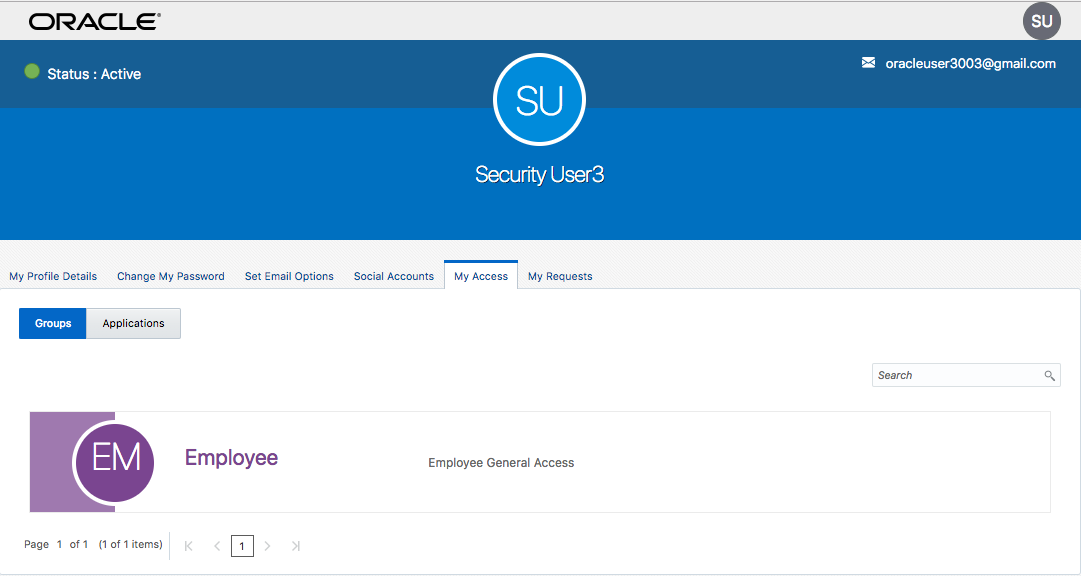 ORACLE®
SU
Status : Active
oracleuser3003@gmail.com
SU
Security User3
My Profile Details Change My Password Set Email Options Social Accounts My Access My Requests
Groups Applications
Search
EM Employee Employee General Access
Page 1 of 1 (1 of 1 items) 1